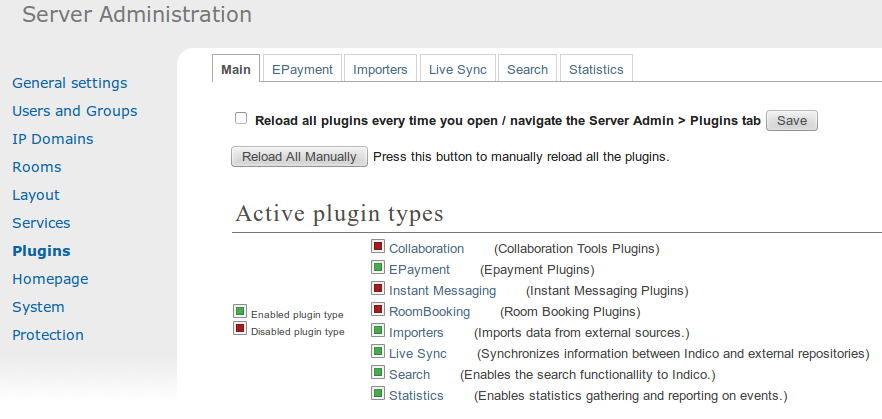 Server Administration
General settings
Users and Groups
IP Domains
Rooms
Layout
Services
Plugins
Homepage
System
Protection
Main EPayment Importers Live Sync Search Statistics
Reload all plugins every time you open / navigate the Server Admin > Plugins tab Save
Reload All Manually Press this button to manually reload all the plugins.
Active plugin types
Enabled plugin type
Disabled plugin type
Collaboration (Collaboration Tools Plugins)
EPayment (Epayment Plugins)
Instant Messaging (Instant Messaging Plugins)
RoomBooking (Room Booking Plugins)
Importers (Imports data from external sources.)
Live Sync (Synchronizes information between Indico and external repositories)
Search (Enables the search functionallity to Indico.)
Statistics (Enables statistics gathering and reporting on events.)